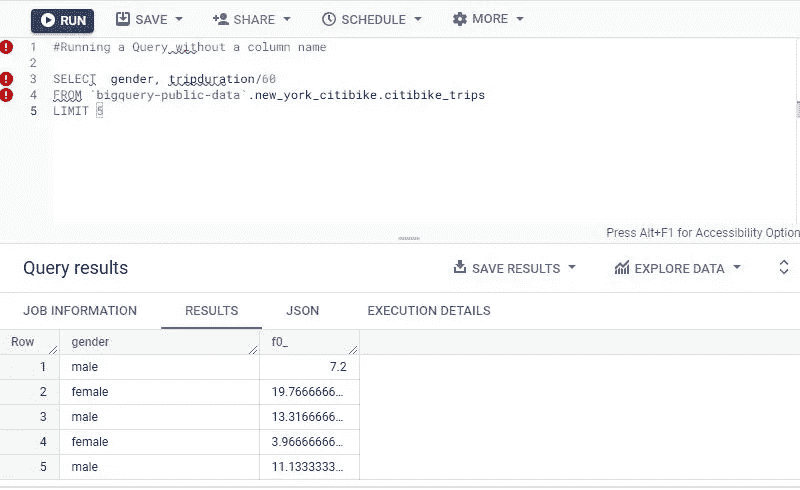 RUN SAVE SHARE SCHEDULE MORE
1 #Running a Query without a column name
2
3 SELECT gender, tripduration/60
4 FROM `bigquery-public-data`.new_york_citibike.citibike_trips
5 LIMIT 5
Press Alt+F1 for Accessibility Option
Query results SAVE RESULTS EXPLORE DATA
JOB INFORMATION RESULTS JSON EXECUTION DETAILS
Row gender f0_
1 male 7.2
2 female 19.7666666...
3 male 13.3166666...
4 female 3.96666666...
5 male 11.1333333...